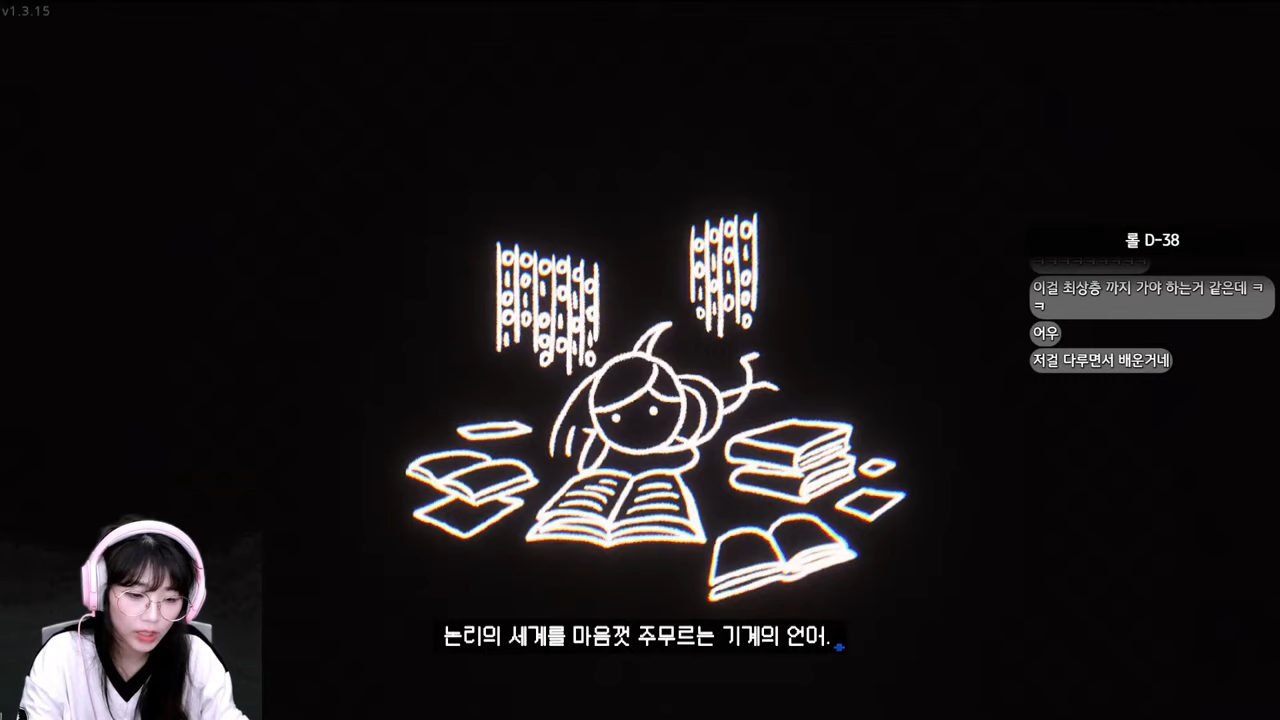 v1.3.15
롤 D-38
이걸 최상층 까지 가야 하는거 같은데 ㅋ
ㅋ
어우
저걸 다루면서 배운거네
논리의 세계를 마음껏 주무르는 기계의 언어.